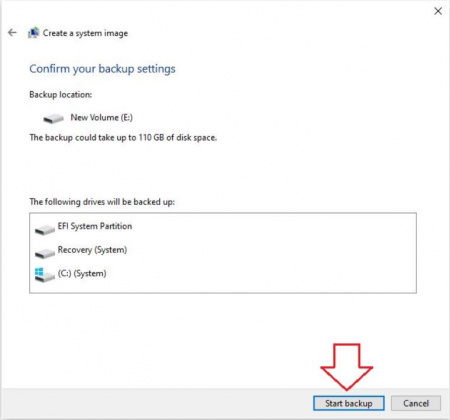 Create a system image
Confirm your backup settings
Backup location:
New Volume (E:)
The backup could take up to 110 GB of disk space.
The following drives will be backed up:
EFI System Partition
Recovery (System)
(C:) (System)
Start backup
Cancel